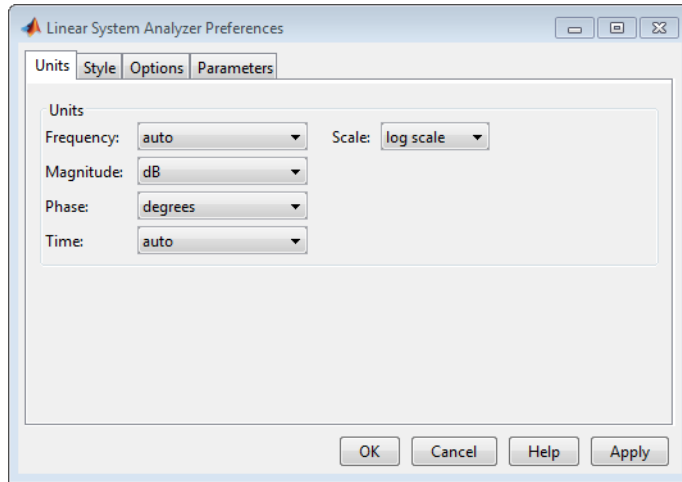 Linear System Analyzer Preferences
Units Style Options Parameters
Units
Frequency: auto Scale: log scale
Magnitude: dB
Phase: degrees
Time: auto
OK Cancel Help Apply